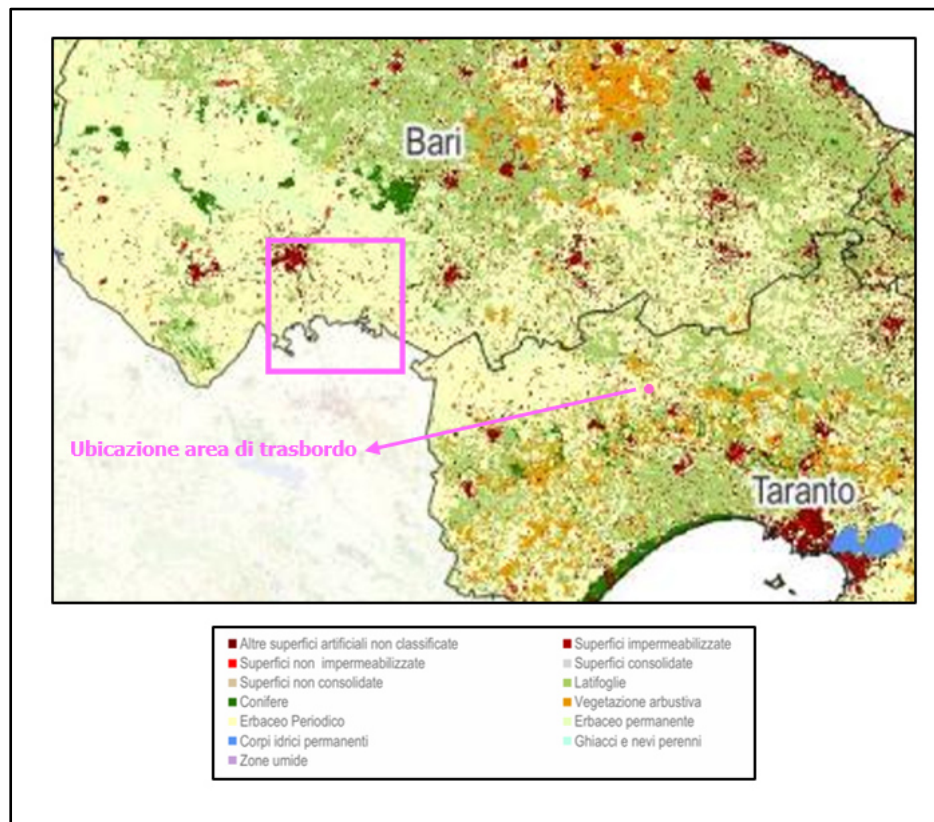 Bari
Ubicazione area di trasbordo
Taranto
Altre superfici artificiali non classificate
Superfici impermeabilizzate
Superfici non impermeabilizzate
Superfici consolidate
Superfici non consolidate
Latifoglie
Conifere
Vegetazione arbustiva
Erbaceo Periodico
Erbaceo permanente
Corpi idrici permanenti
Ghiacci e nevi perenni
Zone umide